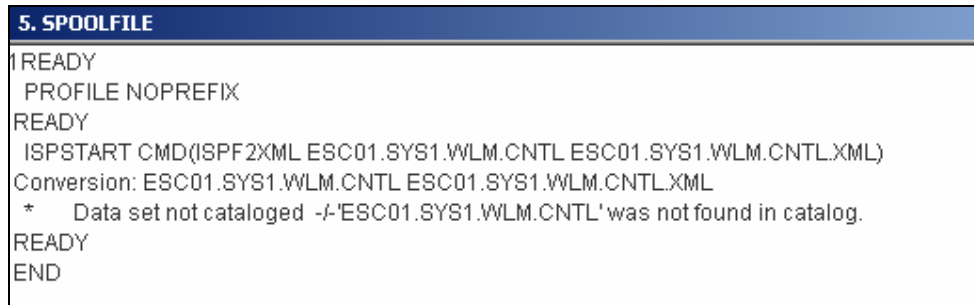 5. SPOOLFILE
1READY
PROFILE NOPREFIX
READY
ISPSTART CMD(ISPF2XML ESC01.SYS1.WLM.CNTL ESC01.SYS1.WLM.CNTL.XML)
Conversion: ESC01.SYS1.WLM.CNTL ESC01.SYS1.WLM.CNTL.XML
* Data set not cataloged -/-'ESC01.SYS1.WLM.CNTL' was not found in catalog.
READY
END